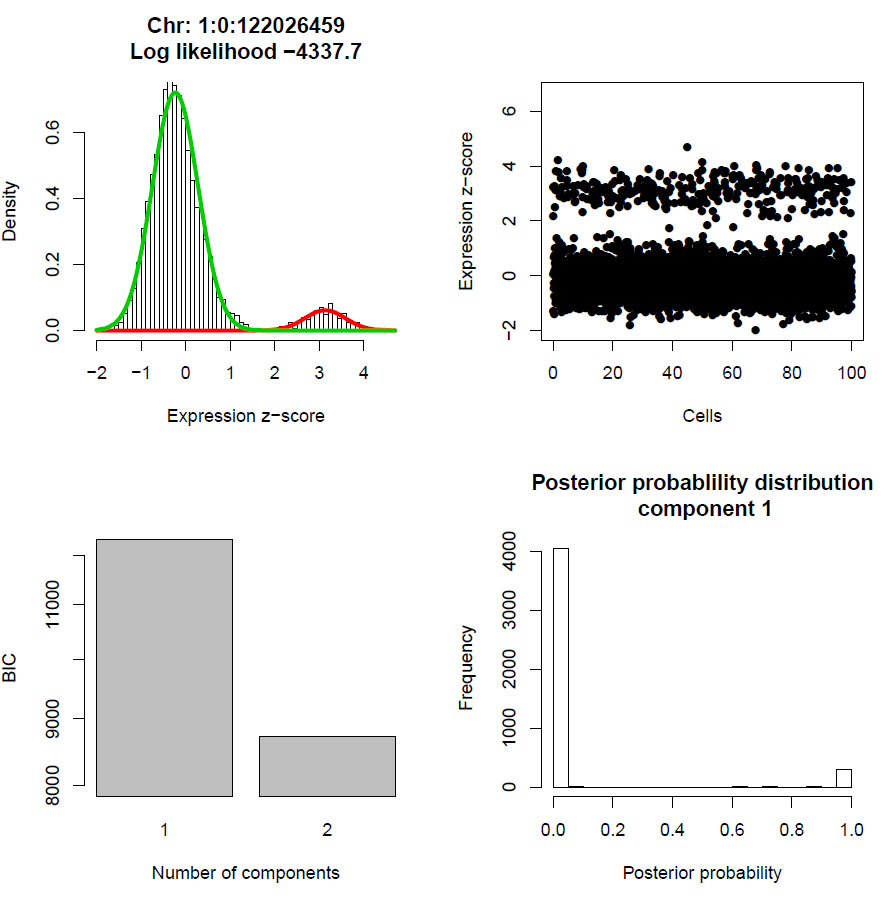 Chr: 1:0:122026459
Log likelihood −4337.7
Density
0.0
0.2
0.4
0.6
−2 −1 0 1 2 3 4
Expression z−score
Expression z−score
−2
0
2
4
6
0 20 40 60 80 100
Cells
BIC
8000
9000
11000
1 2
Number of components
Posterior probablility distribution
component 1
Frequency
0
1000
2000
3000
4000
0.0 0.2 0.4 0.6 0.8 1.0
Posterior probability